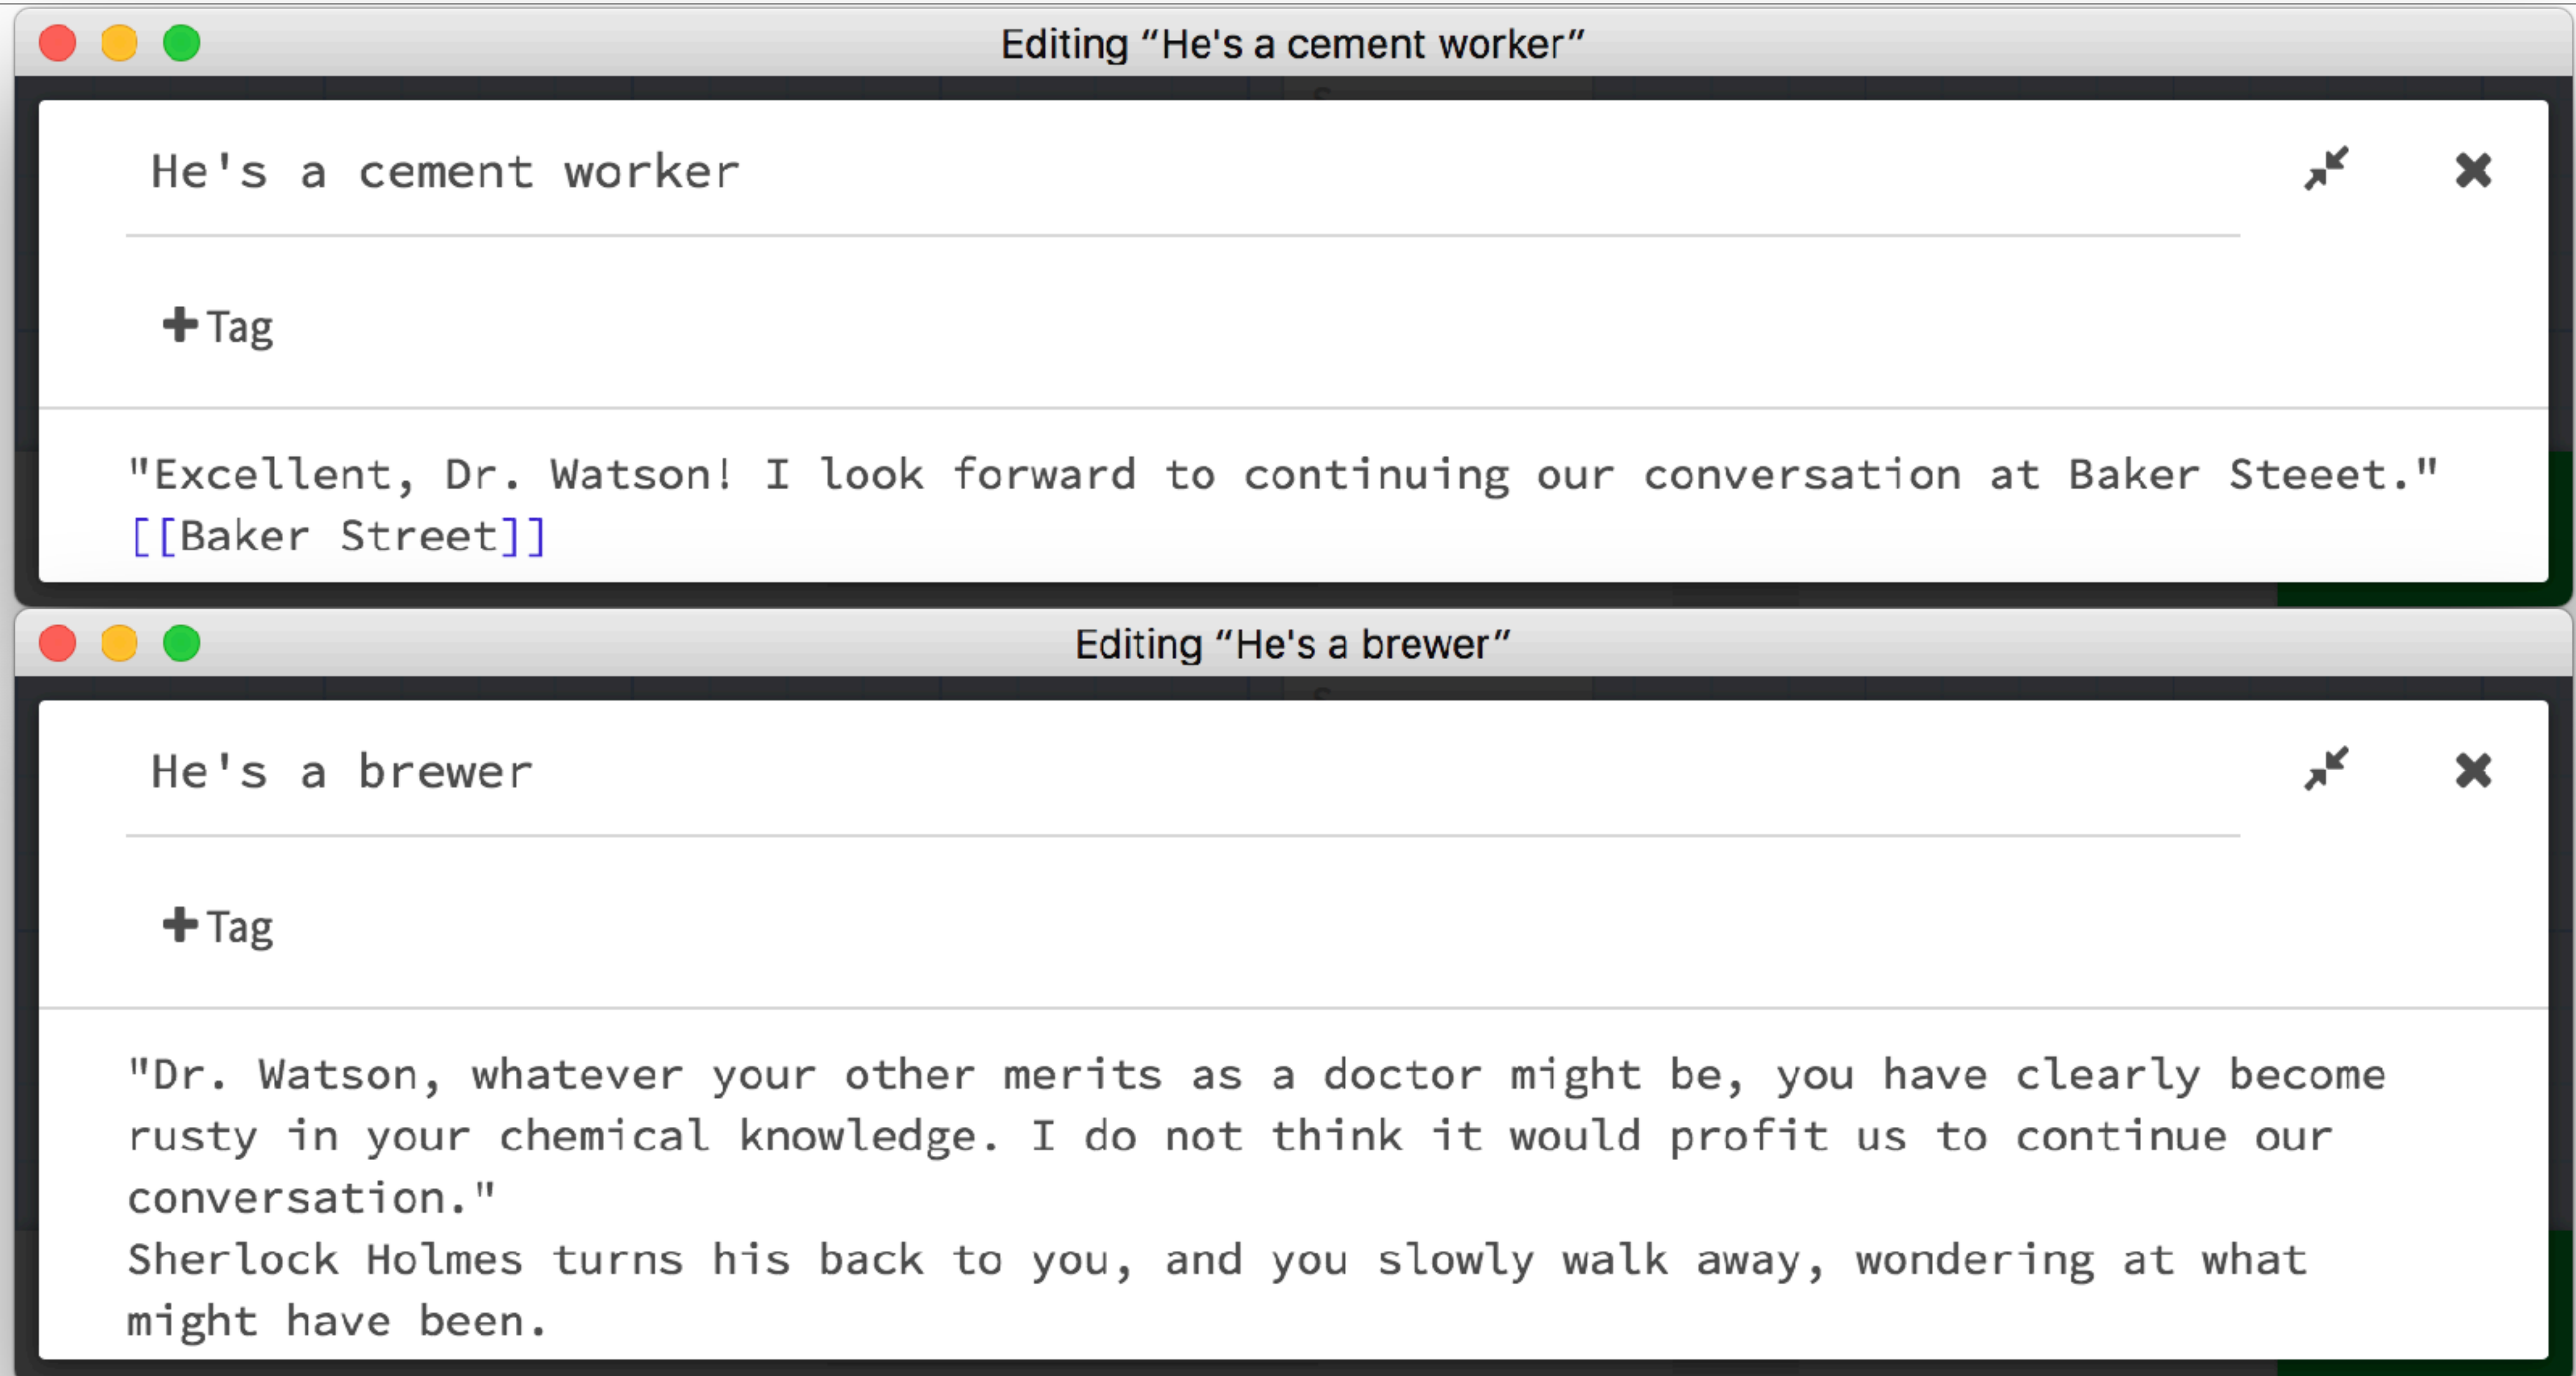 Editing “He's a cement worker”
He's a cement worker
+Tag
"Excellent, Dr. Watson! I look forward to continuing our conversation at Baker Steeet."
[[Baker Street]]
Editing “He's a brewer”
He's a brewer
+Tag
"Dr. Watson, whatever your other merits as a doctor might be, you have clearly become
rusty in your chemical knowledge. I do not think it would profit us to continue our
conversation."
Sherlock Holmes turns his back to you, and you slowly walk away, wondering at what
might have been.